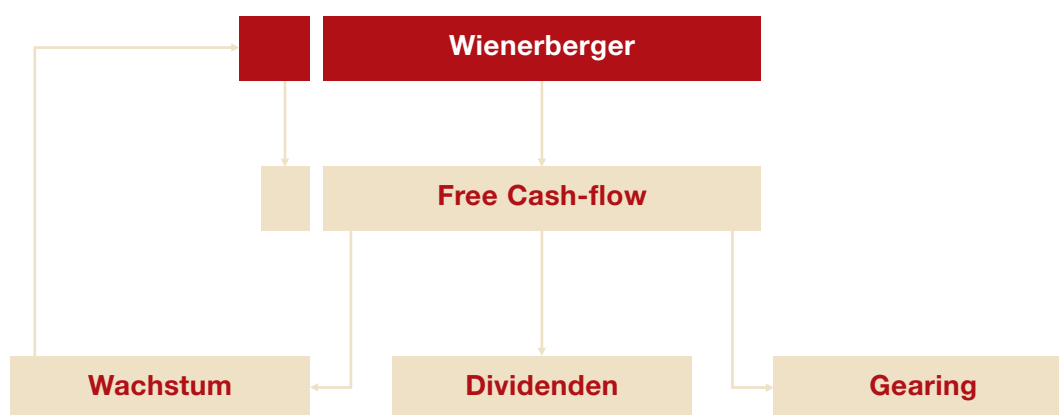 Wienerberger
Free Cash-flow
Wachstum
Dividenden
Gearing